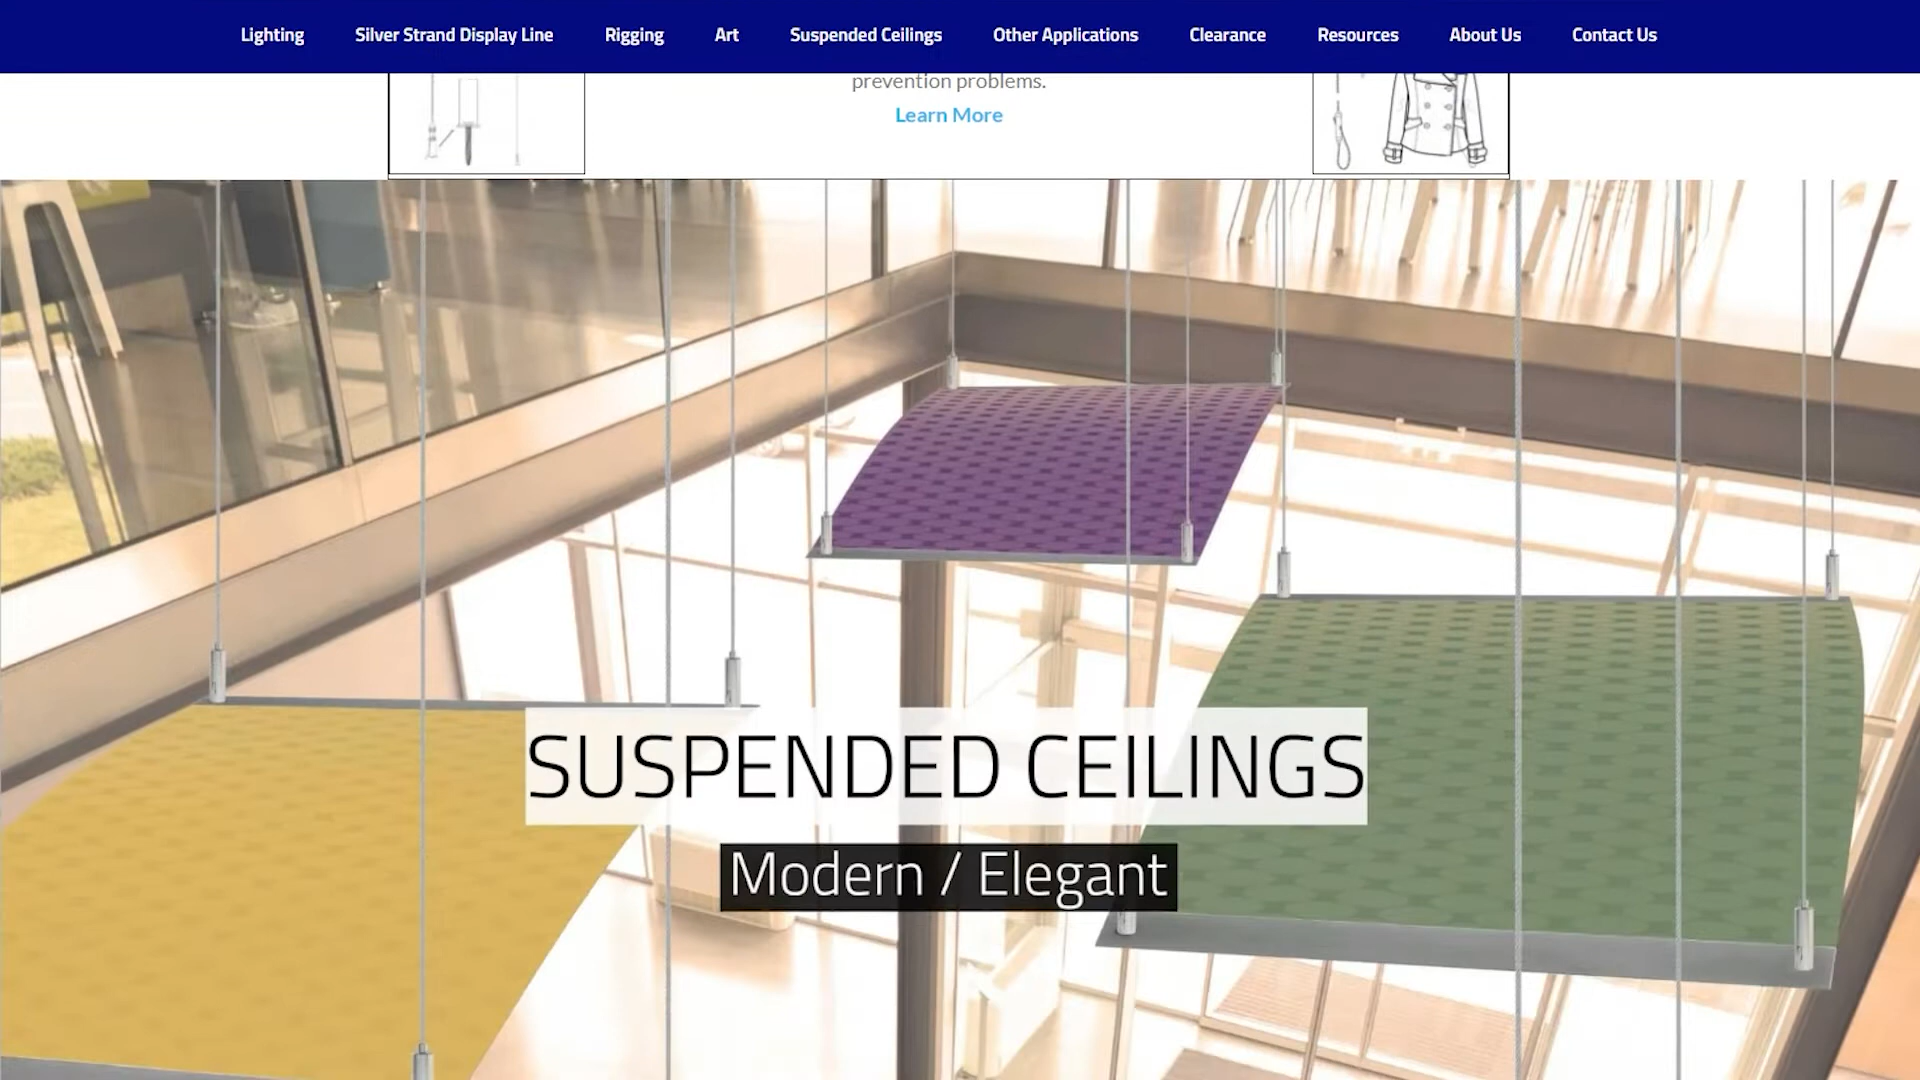 Lighting
Silver Strand Display Line
Rigging
Art
Suspended Ceilings
Other Applications
Clearance
Resources
About Us
Contact Us
prevention problems.
Learn More
SUSPENDED CEILINGS
Modern / Elegant